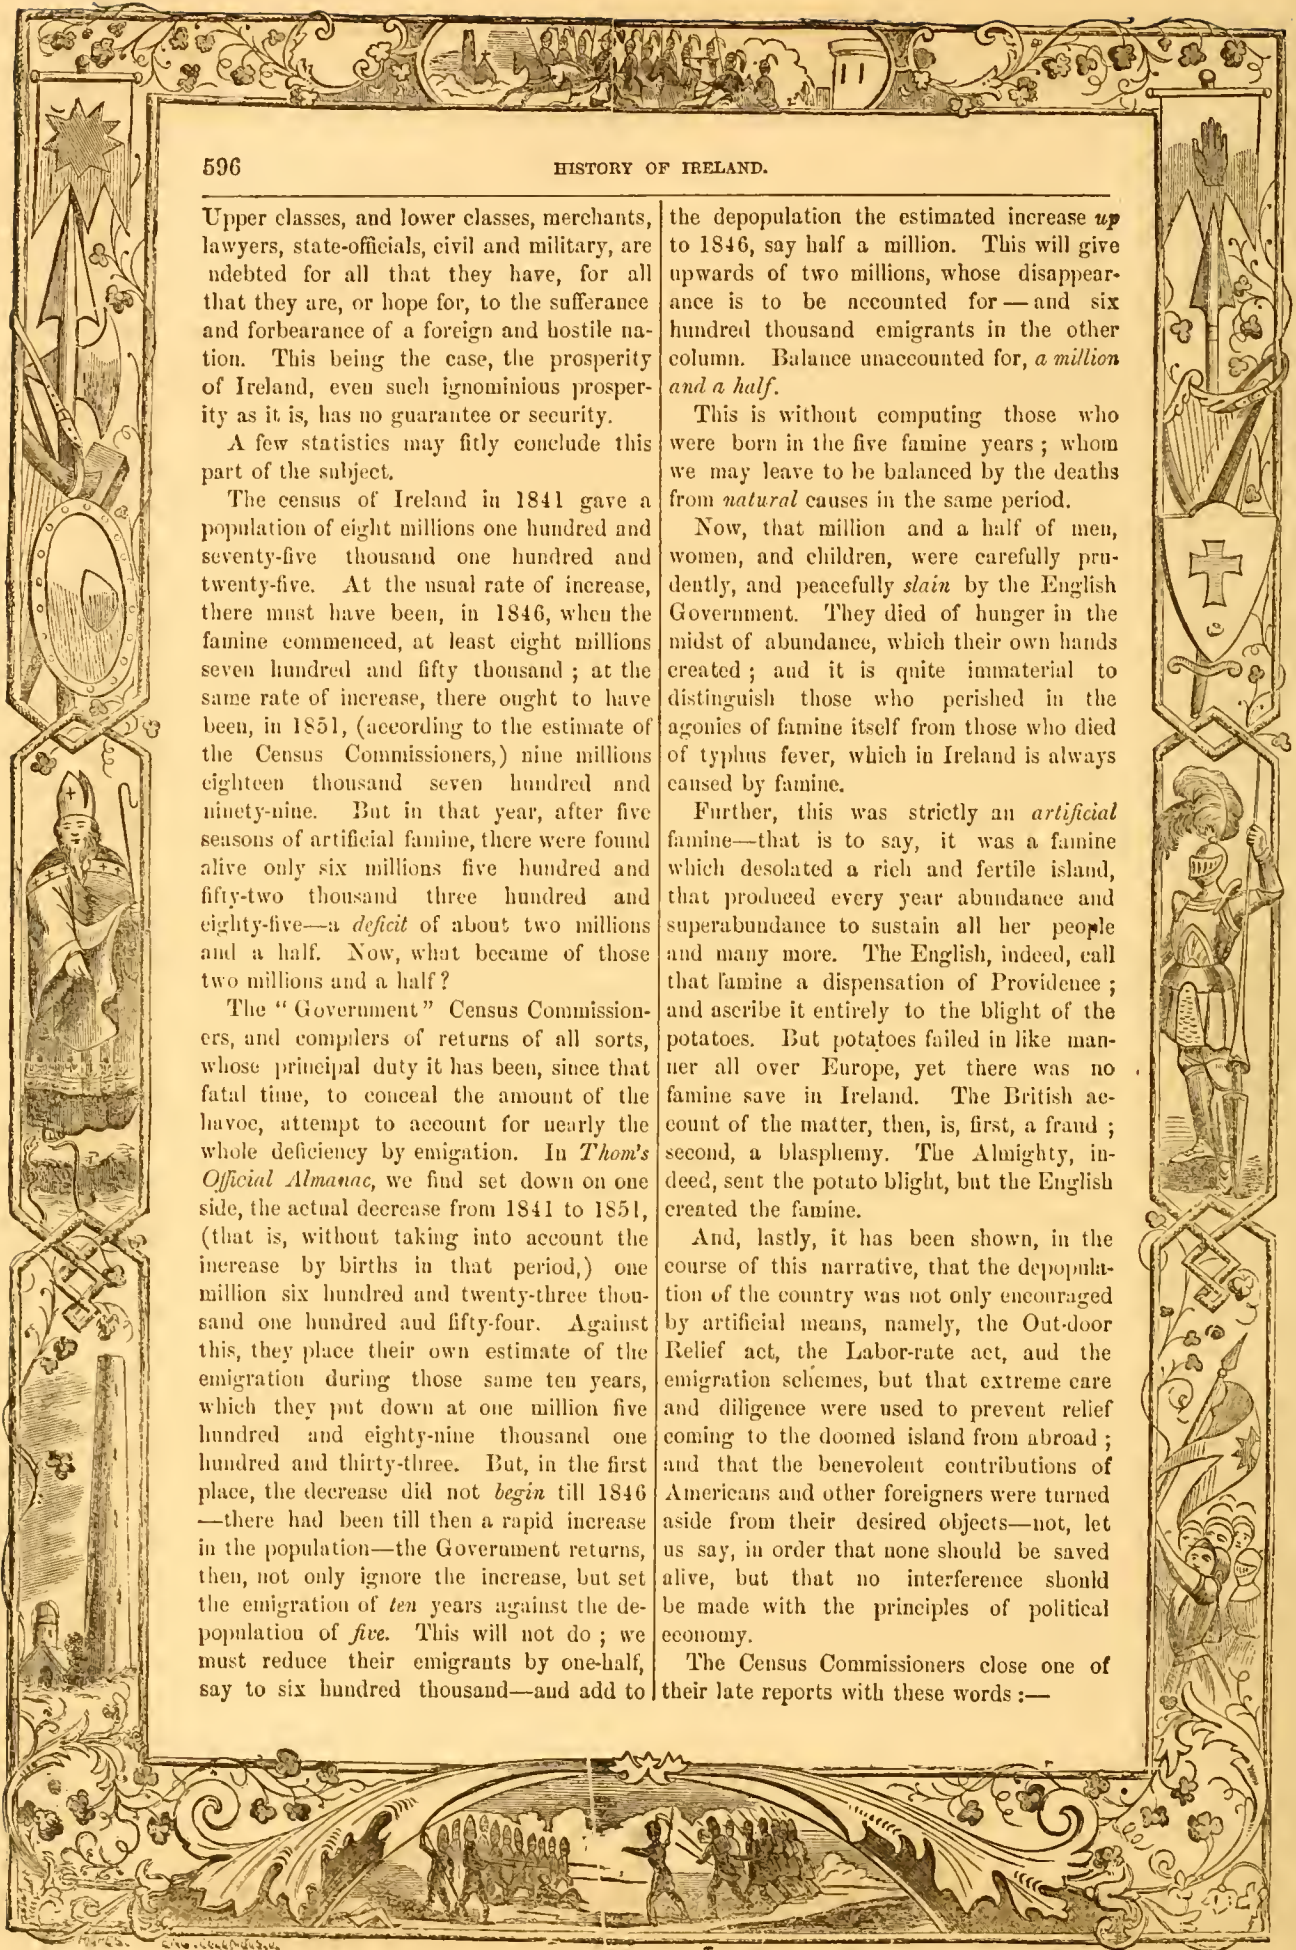 596
HISTORY OF IRELAND.
Upper classes, and lower classes, merchants,
lawyers, state-officials, civil and military, are
ndebted for all that they have, for all
that they are, or hope for, to the sufferance
and forbearance of a foreign and hostile na-
tion. This being the case, the prosperity
of Ireland, even such ignominious prosper-
ity as it is, has no guarantee or security.
A few statistics may fitly conclude this
part of the subject.
The census of Ireland in 1841 gave a
population of eight millions one hundred and
seventy-five thousand one hundred and
twenty-five. At the usual rate of increase,
there must have been, in 1846, when the
famine commenced, at least eight millions
seven hundred and fifty thousand ; at the
same rate of increase, there ought to have
been, in 1851, (according to the estimate of
the Census Commissioners,) nine millions
eighteen thousand seven hundred and
ninety-nine. But in that year, after five
seasons of artificial famine, there were found
alive only six millions five hundred and
fifty-two thousand three hundred and
eighty-five—a deficit of about two millions
and a half. Now, what became of those
two millions and a half?
The "Government" Census Commission-
ers, and compilers of returns of all sorts,
whose principal duty it has been, since that
fatal time, to conceal the amount of the
havoc, attempt to account for nearly the
whole deficiency by emigation. In Thom's
Official Almanac, we find set down on one
side, the actual decrease from 1841 to 1851,
(that is, without taking into account the
increase by births in that period,) one
million six hundred and twenty-three thou-
sand one hundred and fifty-four. Against
this, they place their own estimate of the
emigration during those same ten years,
which they put down at one million five
hundred and eighty-nine thousand one
hundred and thirty-three. But, in the first
place, the decrease did not begin till 1846
—there had been till then a rapid increase
in the population—the Government returns,
then, not only ignore the increase, but set
the emigration of ten years against the de-
population of five. This will not do ; we
must reduce their emigrants by one-half,
say to six hundred thousand—and add to
the depopulation the estimated increase up
to 1846, say half a million. This will give
upwards of two millions, whose disappear-
ance is to be accounted for—and six
hundred thousand emigrants in the other
column. Balance unaccounted for, a million
and a half.
This is without computing those who
were born in the five famine years ; whom
we may leave to be balanced by the deaths
from natural causes in the same period.
Now, that million and a half of men,
women, and children, were carefully pru-
dently, and peacefully slain by the English
Government. They died of hunger in the
midst of abundance, which their own hands
created ; and it is quite immaterial to
distinguish those who perished in the
agonies of famine itself from those who died
of typhus fever, which in Ireland is always
caused by famine.
Further, this was strictly an artificial
famine—that is to say, it was a famine
which desolated a rich and fertile island,
that produced every year abundance and
superabundance to sustain all her people
and many more. The English, indeed, call
that famine a dispensation of Providence ;
and ascribe it entirely to the blight of the
potatoes. But potatoes failed in like man-
ner all over Europe, yet there was no
famine save in Ireland. The British ac-
count of the matter, then, is, first, a fraud ;
second, a blasphemy. The Almighty, in-
deed, sent the potato blight, but the English
created the famine.
And, lastly, it has been shown, in the
course of this narrative, that the depopula-
tion of the country was not only encouraged
by artificial means, namely, the Out-door
Relief act, the Labor-rate act, and the
emigration schemes, but that extreme care
and diligence were used to prevent relief
coming to the doomed island from abroad ;
and that the benevolent contributions of
Americans and other foreigners were turned
aside from their desired objects—not, let
us say, in order that none should be saved
alive, but that no interference should
be made with the principles of political
economy.
The Census Commissioners close one of
their late reports with these words :—